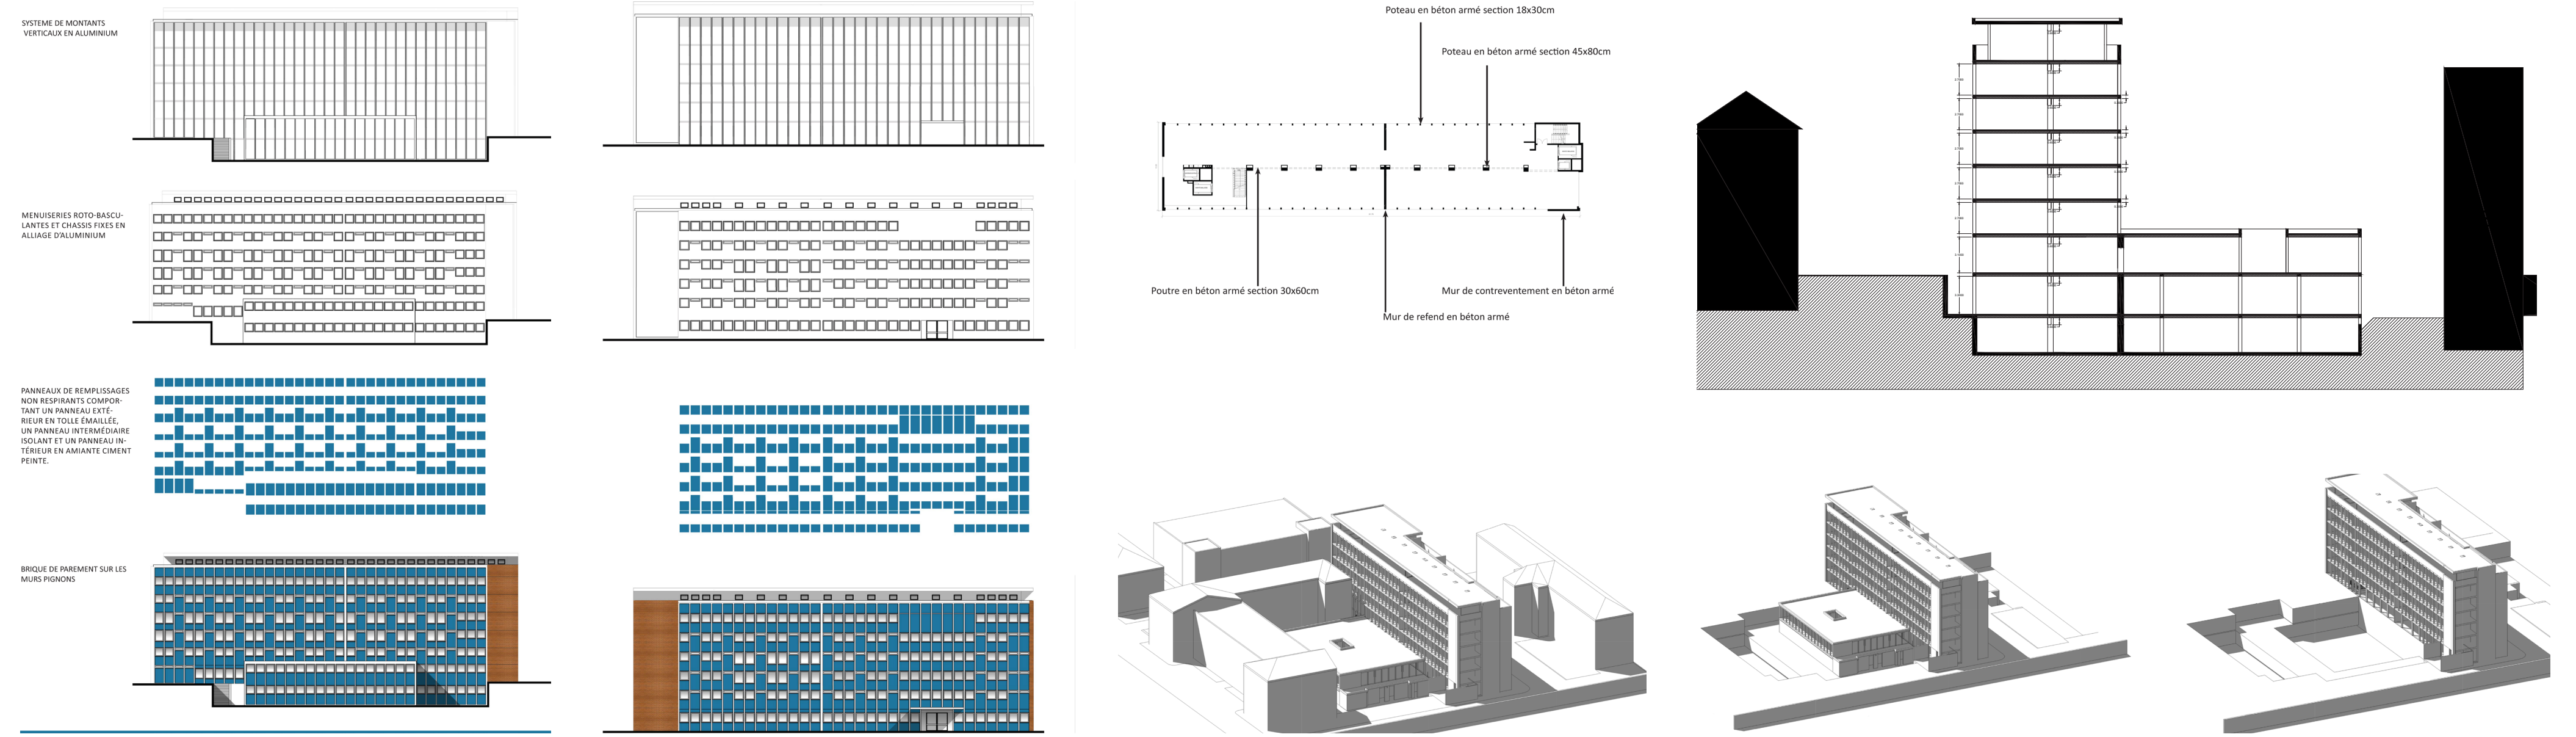 SYSTEME DE MONTANTS
VERTICAUX EN ALUMINIUM
MENUISERIES ROTO-BASCU-
LANTES ET CHASSIS FIXES EN
ALLIAGE D'ALUMINIUM
PANNEAUX DE REMPLISSAGES
NON RESPIRANTS COMPOR-
TANT UN PANNEAU EXTÉ-
RIEUR EN TOLLE ÉMAILLÉE,
UN PANNEAU INTERMÉDIAIRE
ISOLANT ET UN PANNEAU IN-
TÉRIEUR EN AMIANTE CIMENT
PEINTE.
BRIQUE DE PAREMENT SUR LES
MURS PIGNONS
Poteau en béton armé section 18x30cm
Poteau en béton armé section 45x80cm
Poutre en béton armé section 30x60cm
Mur de contreventement en béton armé
Mur de refend en béton armé